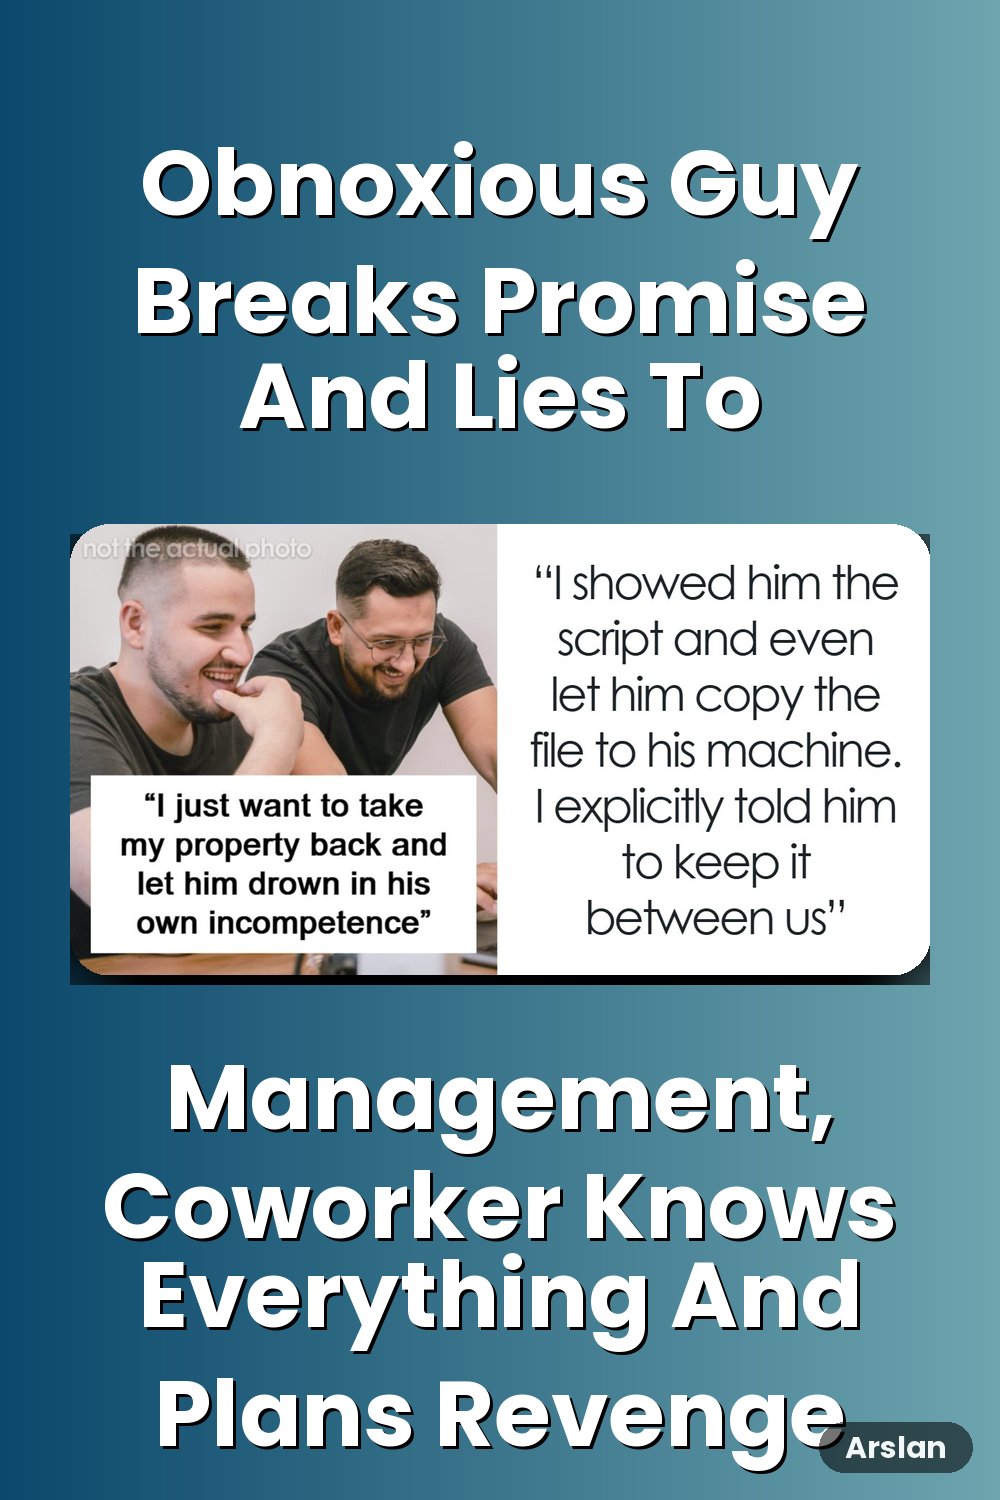 Obnoxious Guy
Breaks Promise
And Lies To
not the actual photo
“I just want to take
my property back and
let him drown in his
own incompetence”
“I showed him the
script and even
let him copy the
file to his machine.
I explicitly told him
to keep it
between us”
Management,
Coworker Knows
Everything And
Plans Revenge
Arslan